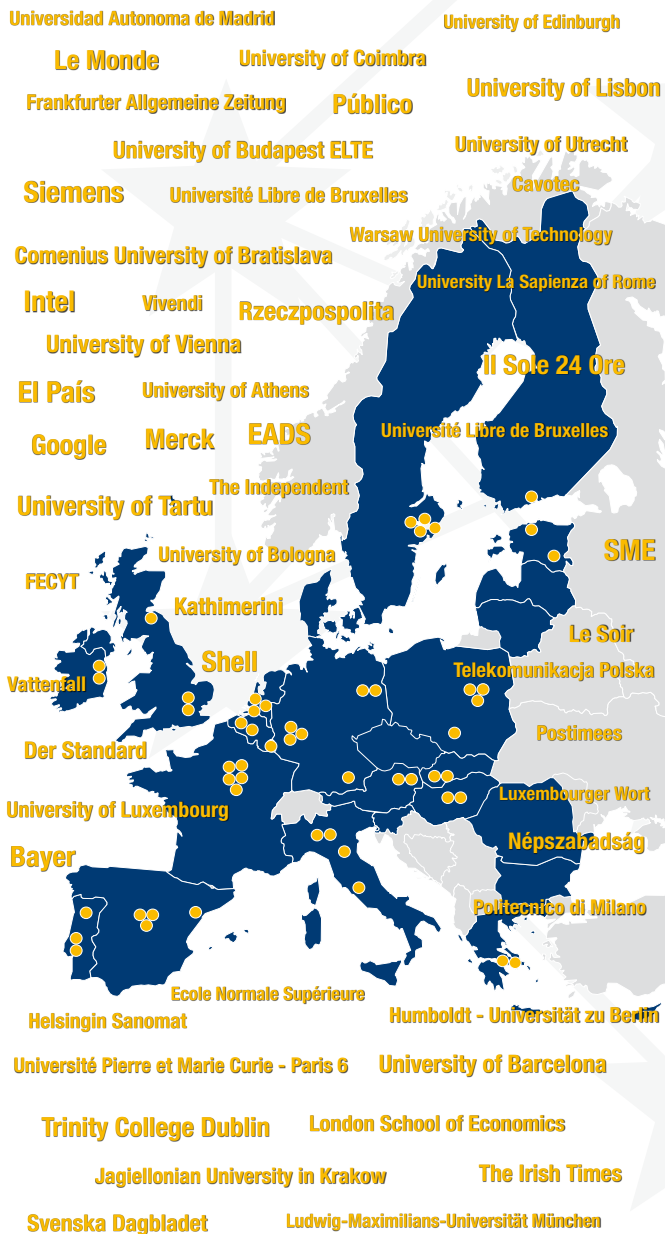 Universidad Autonoma de Madrid
University of Edinburgh
Le Monde
University of Coimbra
University of Lisbon
Frankfurter Allgemeine Zeitung
Público
University of Budapest ELTE
University of Utrecht
Siemens
Université Libre de Bruxelles
Cavotec
Warsaw University of Technology
Comenius University of Bratislava
University La Sapienza of Rome
Intel
Vivendi
Rzeczpospolita
University of Vienna
Il Sole 24 Ore
El País
University of Athens
Google
Merck
EADS
Université Libre de Bruxelles
The Independent
University of Tartu
University of Bologna
SME
FECYT
Kathimerini
Le Soir
Shell
Telekomunikacja Polska
Vattenfall
Postimees
Der Standard
Luxembourger Wort
University of Luxembourg
Népszabadság
Bayer
Politecnico di Milano
Ecole Normale Supérieure
Helsingin Sanomat
Humboldt - Universität zu Berlin
Université Pierre et Marie Curie - Paris 6
University of Barcelona
Trinity College Dublin
London School of Economics
Jagiellonian University in Krakow
The Irish Times
Svenska Dagbladet
Ludwig-Maximilians-Universität München